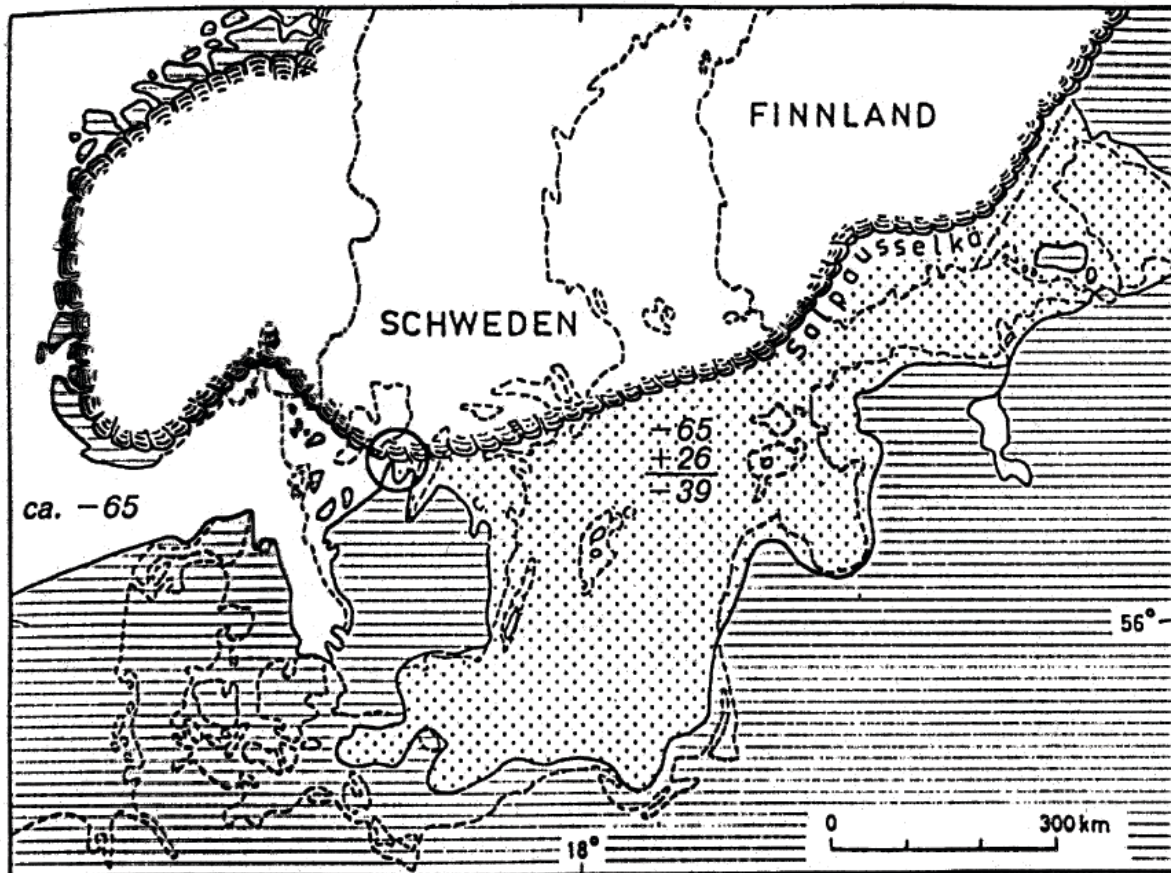 FINNLAND
Salpausselkä
SCHWEDEN
-65
+26
-39
ca. -65
56°
0 300 km
18°